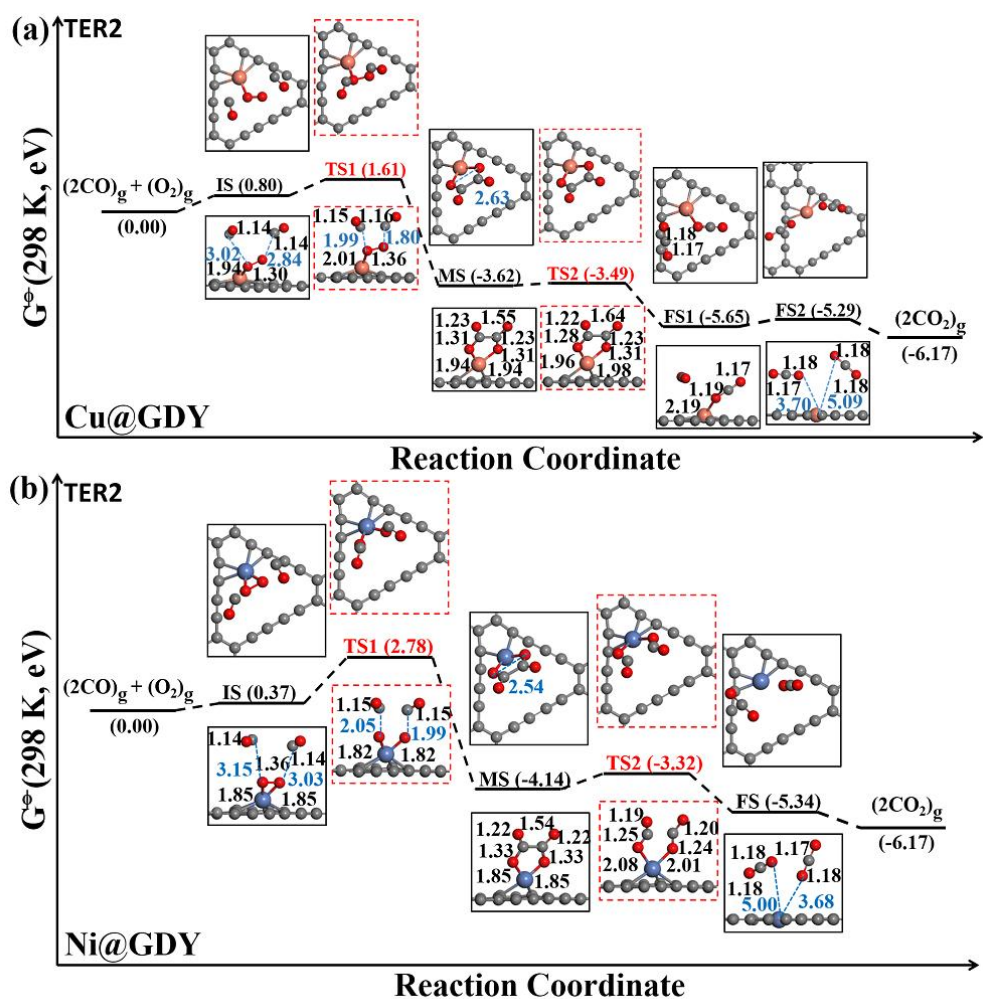 (a) TER2
G⊖(298 K, eV)
(2CO)g + (O2)g
(0.00)
IS (0.80)
TS1 (1.61)
1.14
3.02
1.14
2.84
1.94
1.30
1.15 1.16
1.99
1.80
2.01
1.36
2.63
MS (-3.62)
TS2 (-3.49)
1.23 1.55
1.31 1.23
1.31
1.94 1.94
1.22 1.64
1.28 1.23
1.31
1.96 1.98
1.18
1.17
FS1 (-5.65)
FS2 (-5.29)
(2CO2)g
(-6.17)
1.17
1.19
2.19
1.18
1.18
1.17
1.18
3.70 5.09
Cu@GDY
Reaction Coordinate
(b) TER2
G⊖(298 K, eV)
(2CO)g + (O2)g
(0.00)
IS (0.37)
TS1 (2.78)
1.14
1.36 1.14
3.15
3.03
1.85 1.85
1.15 1.15
2.05 1.99
1.82 1.82
2.54
MS (-4.14)
TS2 (-3.32)
1.54
1.22 1.22
1.33 1.33
1.85 1.85
1.19 1.20
1.25 1.24
2.08 2.01
FS (-5.34)
(2CO2)g
(-6.17)
1.18 1.17
1.18 1.18
5.00 3.68
Ni@GDY
Reaction Coordinate